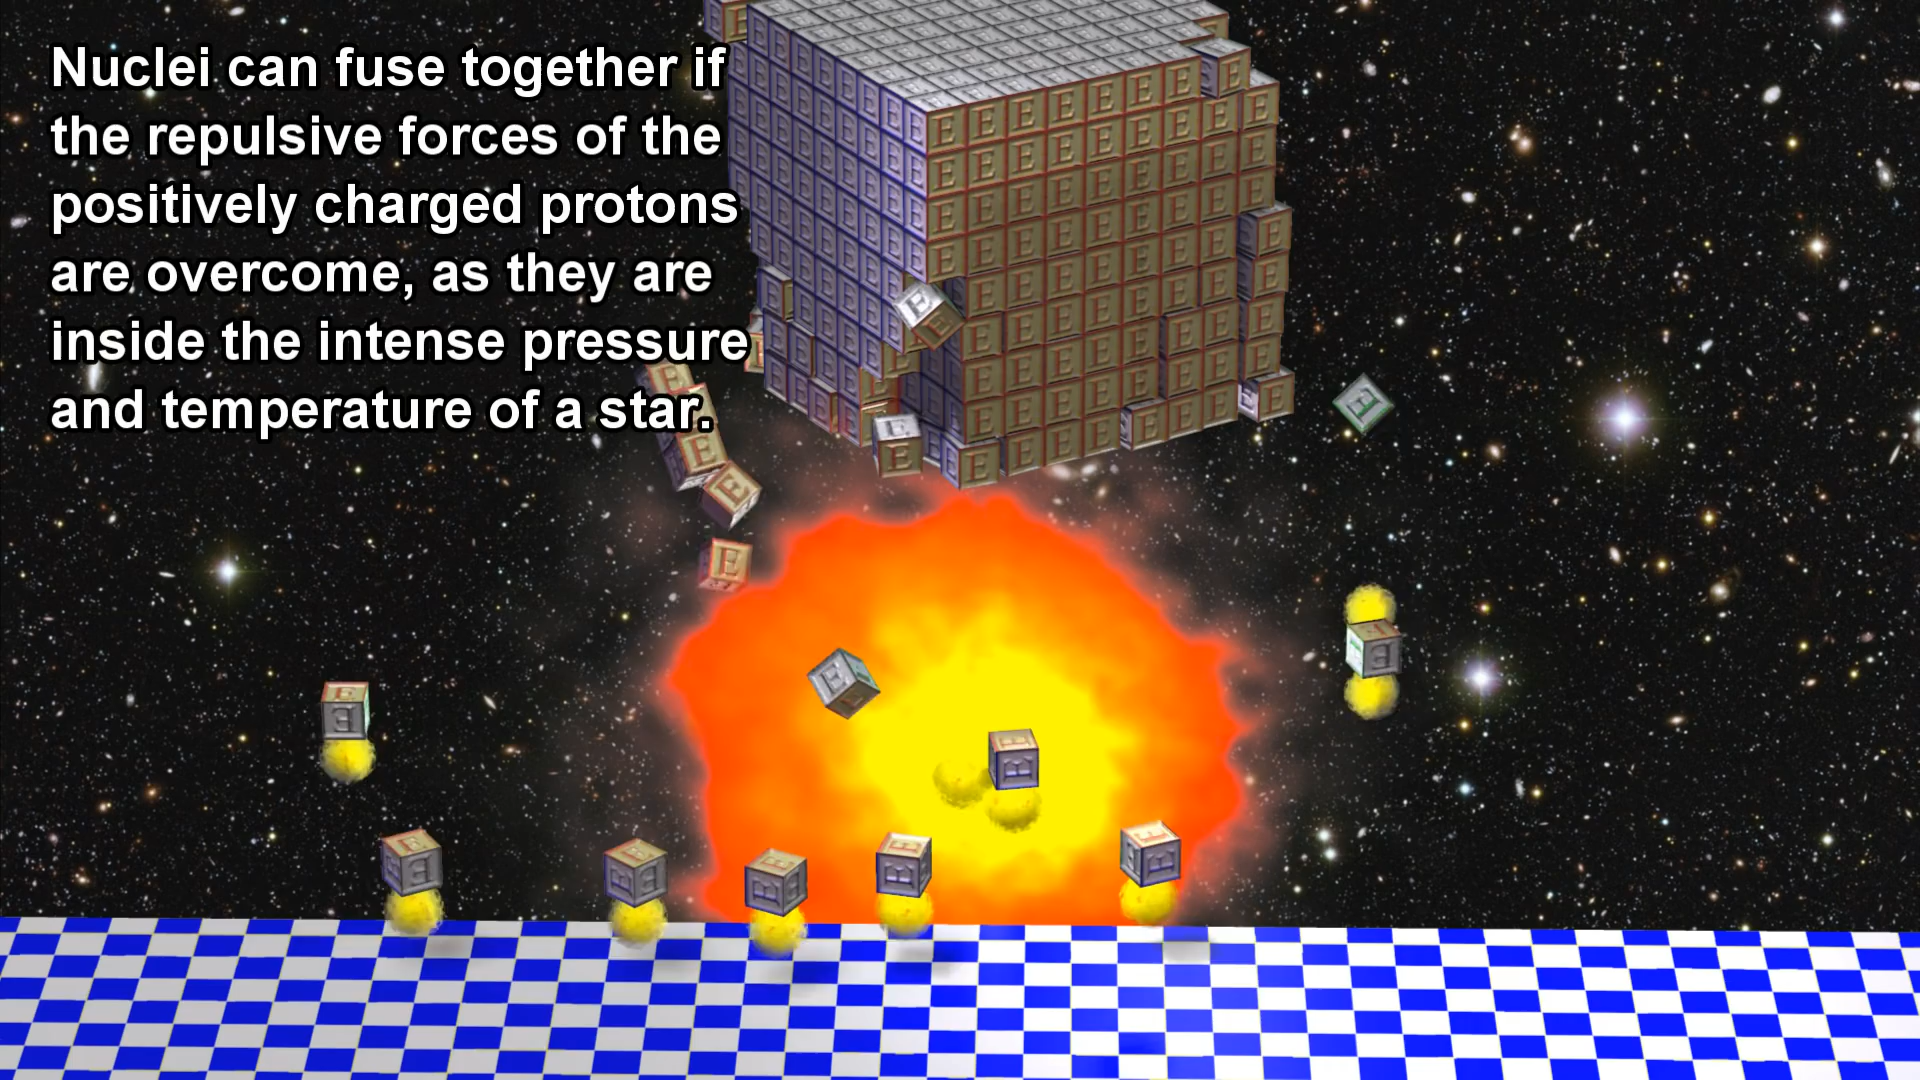 Nuclei can fuse together if
the repulsive forces of the
positively charged protons
are overcome, as they are
inside the intense pressure
and temperature of a star.